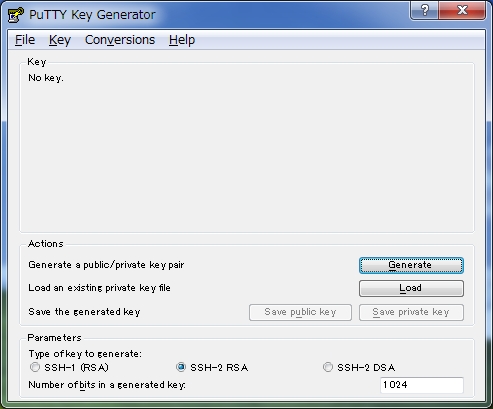 PuTTY Key Generator
File Key Conversions Help
Key
No key.
Actions
Generate a public/private key pair Generate
Load an existing private key file Load
Save the generated key Save public key Save private key
Parameters
Type of key to generate:
SSH-1 (RSA) SSH-2 RSA SSH-2 DSA
Number of bits in a generated key: 1024